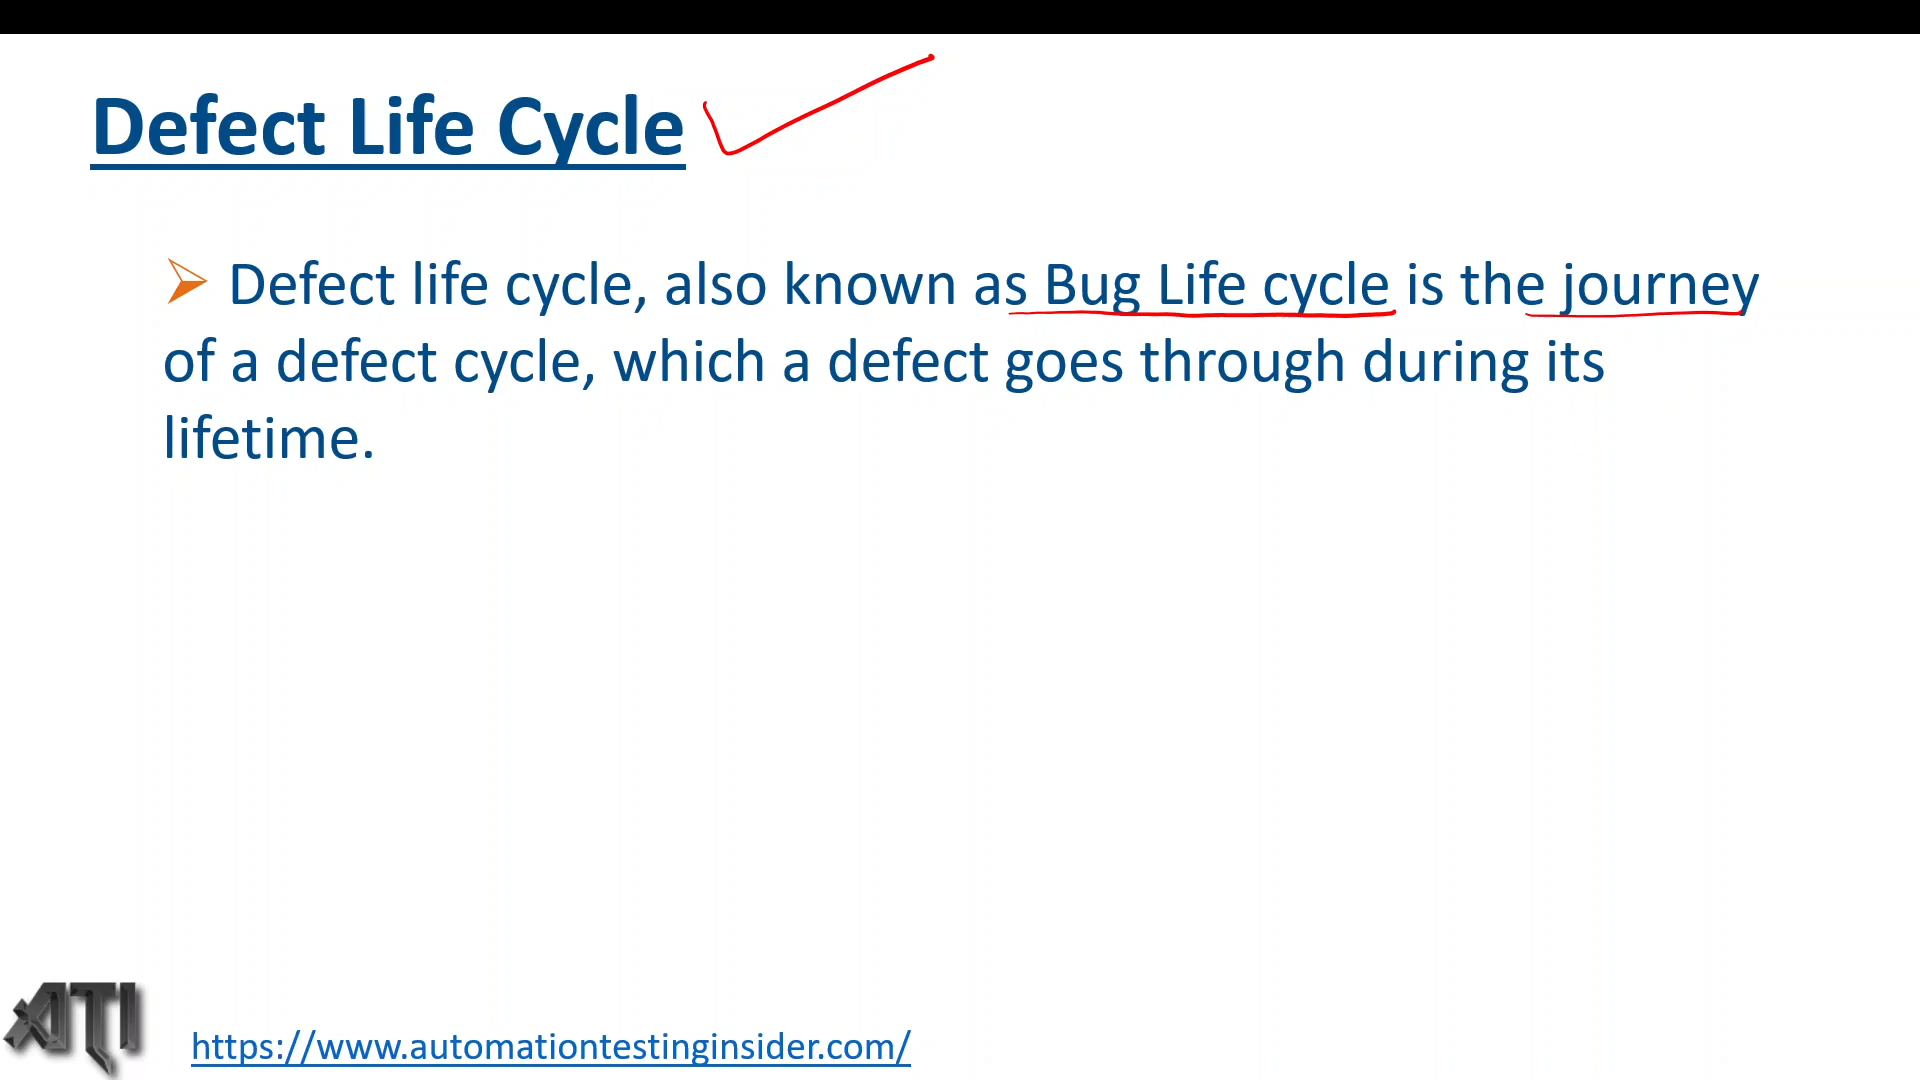 Defect Life Cycle
Defect life cycle, also known as Bug Life cycle is the journey
of a defect cycle, which a defect goes through during its
lifetime.
ATI
https://www.automationtestinginsider.com/